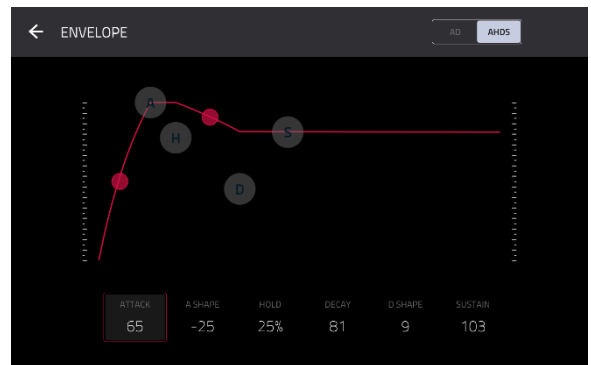 ENVELOPE
AD AHDS
A
H
S
D
ATTACK A SHAPE HOLD DECAY D SHAPE SUSTAIN
65 -25 25% 81 9 103